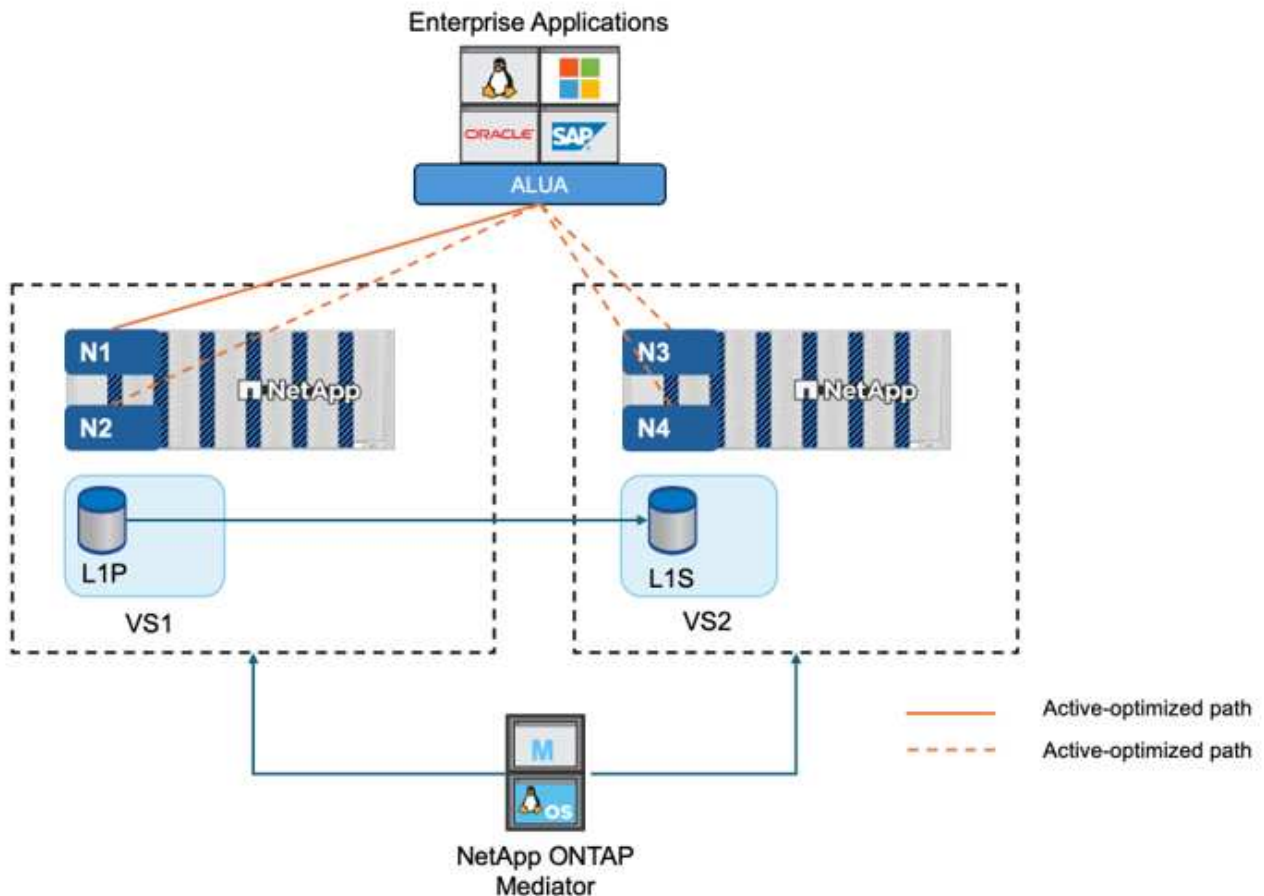 Enterprise Applications
ORACLE
SAP
ALUA
N1
NetApp
N2
N3
NetApp
N4
L1P
VS1
L1S
VS2
M
OS
NetApp ONTAP
Mediator
Active-optimized path
Active-optimized path